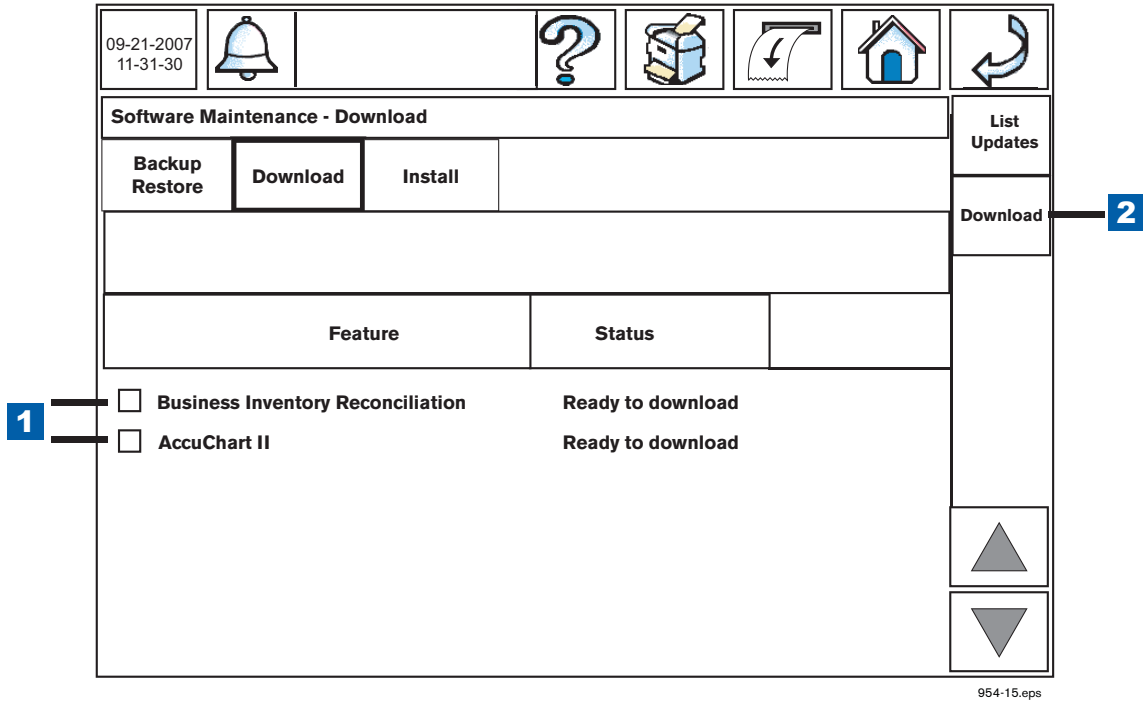 09-21-2007
11-31-30
Software Maintenance - Download
List
Updates
Backup
Restore
Download
Install
Download
2
Feature
Status
1
Business Inventory Reconciliation
Ready to download
AccuChart II
Ready to download
954-15.eps